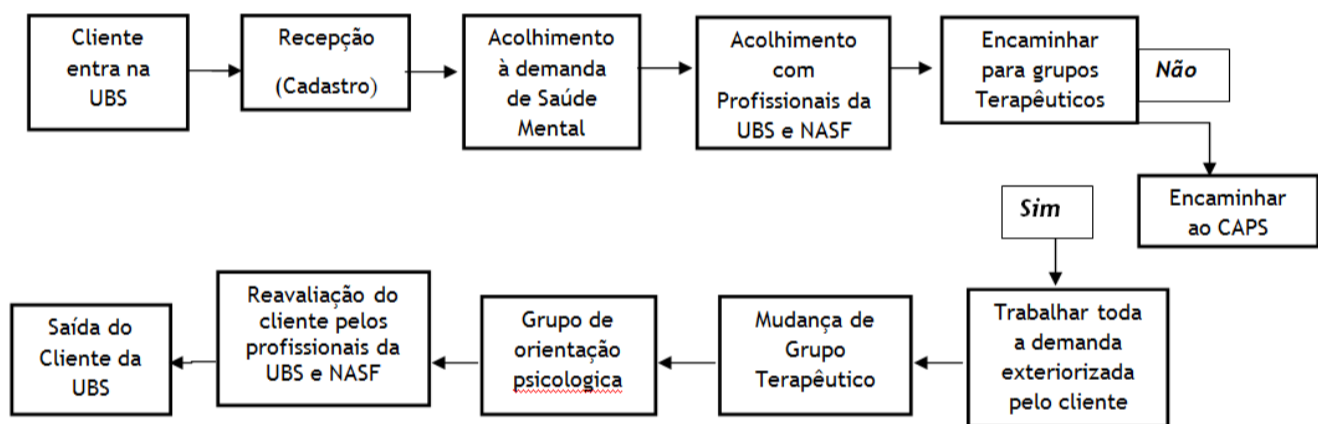 Cliente
entra na
UBS
Recepção
(Cadastro)
Acolhimento
à demanda
de Saúde
Mental
Acolhimento
com
Profissionais da
UBS e NASF
Encaminhar
para grupos
Terapêuticos
Não
Encaminhar
ao CAPS
Sim
Trabalhar toda
a demanda
exteriorizada
pelo cliente
Mudança de
Grupo
Terapêutico
Grupo de
orientação
psicologica
Reavaliação do
cliente pelos
profissionais da
UBS e NASF
Saída do
Cliente da
UBS